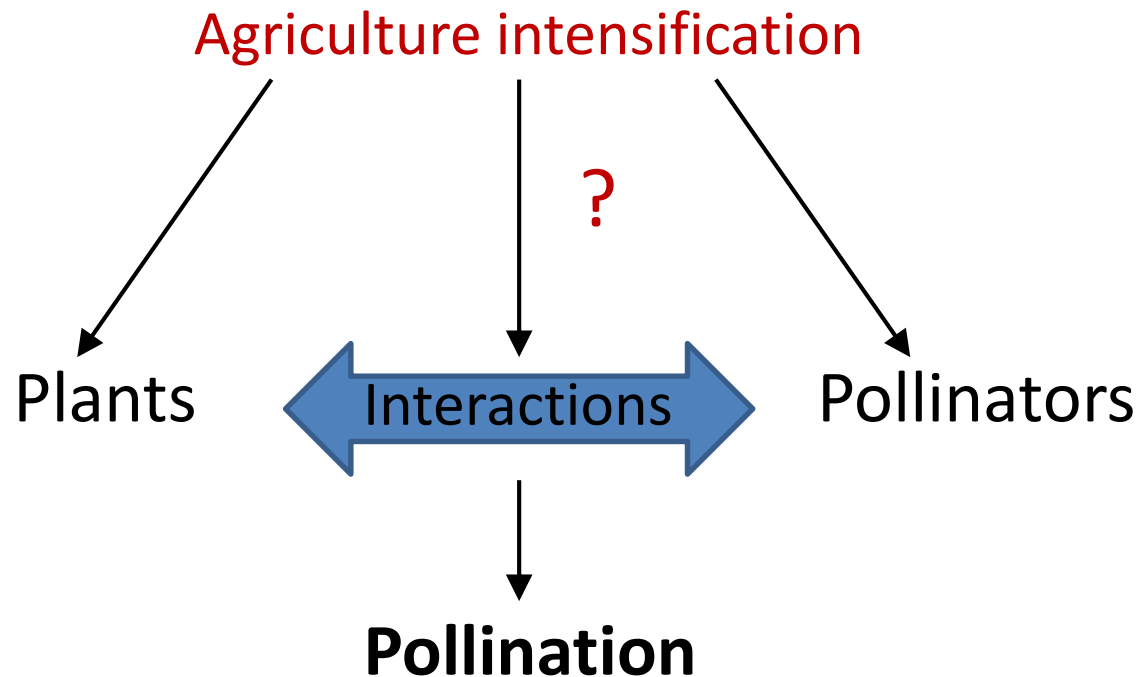 Agriculture intensification
?
Plants
Interactions
Pollinators
Pollination